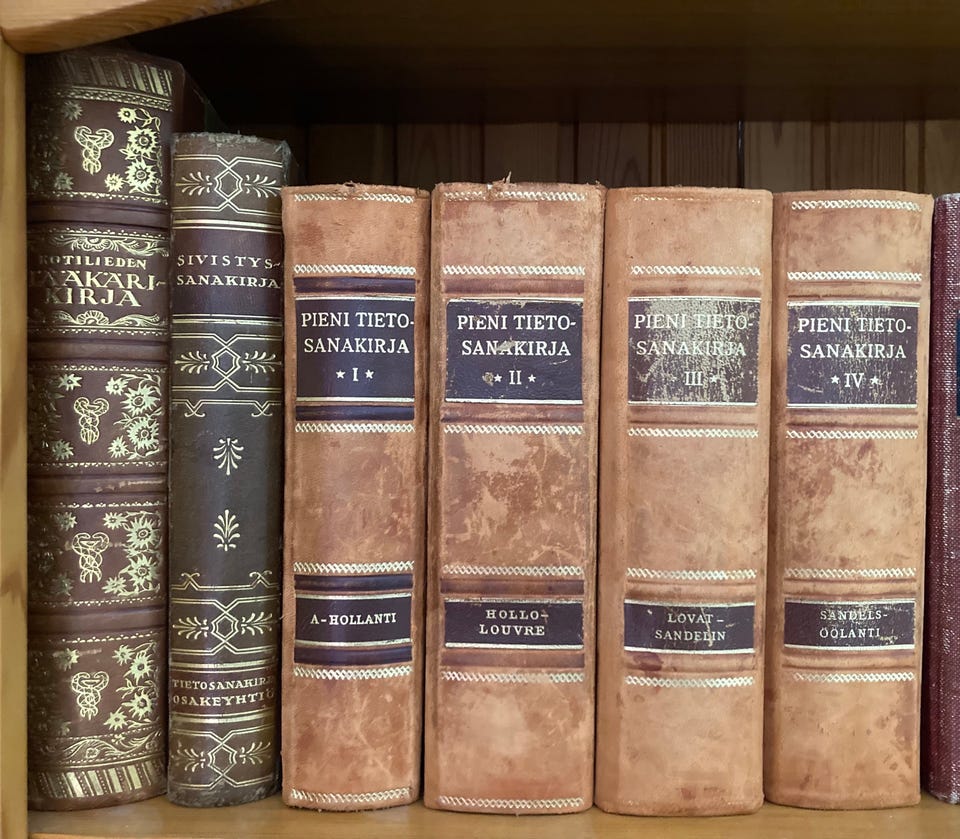 KOTILIEDEN
LÄÄKÄRI-
KIRJA
SIVISTYS-
SANAKIRJA
TIETOSANAKIRJA
OSAKEYHTIÖ
PIENI TIETO-
SANAKIRJA
★ I ★
A-HOLLANTI
PIENI TIETO-
SANAKIRJA
★ II ★
HOLLO-
LOUVRE
PIENI TIETO-
SANAKIRJA
III ★
LOVAT-
SANDELIN
PIENI TIETO-
SANAKIRJA
★ IV ★
SANDELS-
ÖÖLANTI